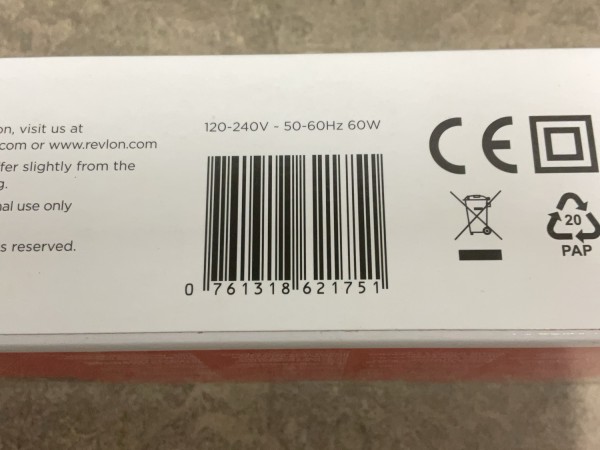 on, visit us at
com or www.revlon.com
fer slightly from the
g.
al use only
s reserved.
120-240V - 50-60Hz 60W
0 761318 621751
CE
20
PAP